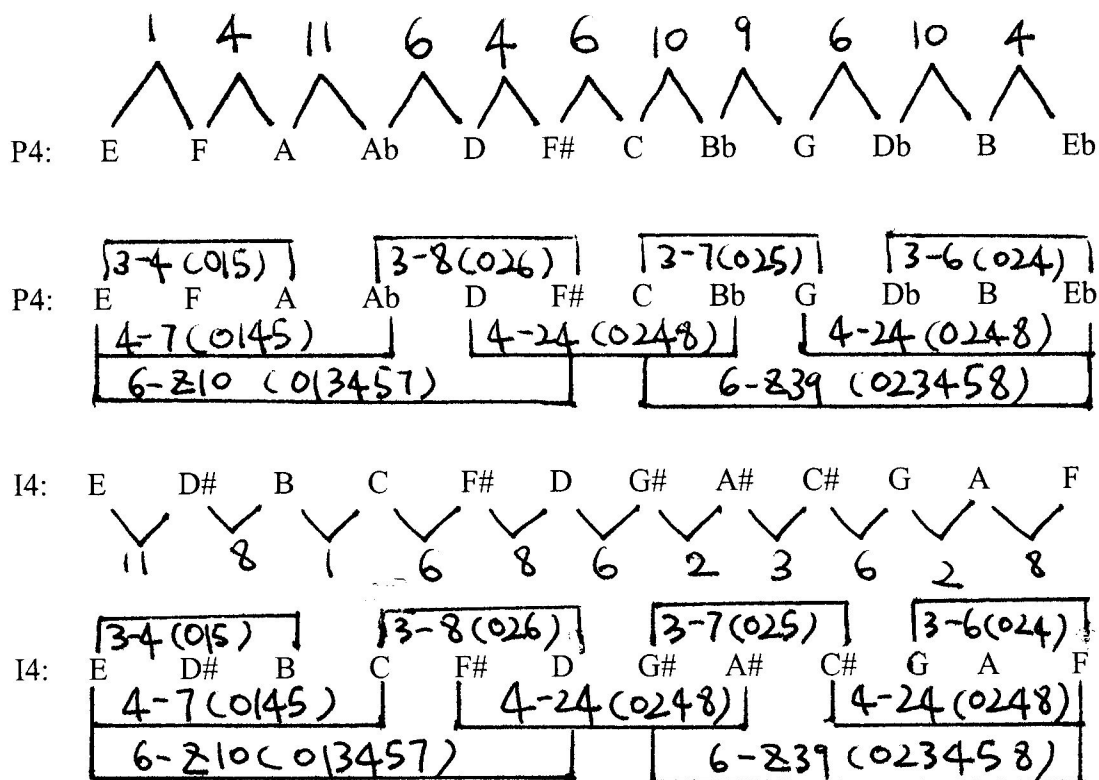 1 4 11 6 4 6 10 9 6 10 4
P4: E F A Ab D F# C Bb G Db B Eb
3-4 (015) 3-8 (026) 3-7 (025) 3-6 (024)
P4: E F A Ab D F# C Bb G Db B Eb
4-7 (0145) 4-24 (0248) 4-24 (0248)
6-Z10 (013457) 6-Z39 (023458)
I4: E D# B C F# D G# A# C# G A F
11 8 1 6 8 6 2 3 6 2 8
3-4 (015) 3-8 (026) 3-7 (025) 3-6 (024)
I4: E D# B C F# D G# A# C# G A F
4-7 (0145) 4-24 (0248) 4-24 (0248)
6-Z10 (013457) 6-Z39 (023458)